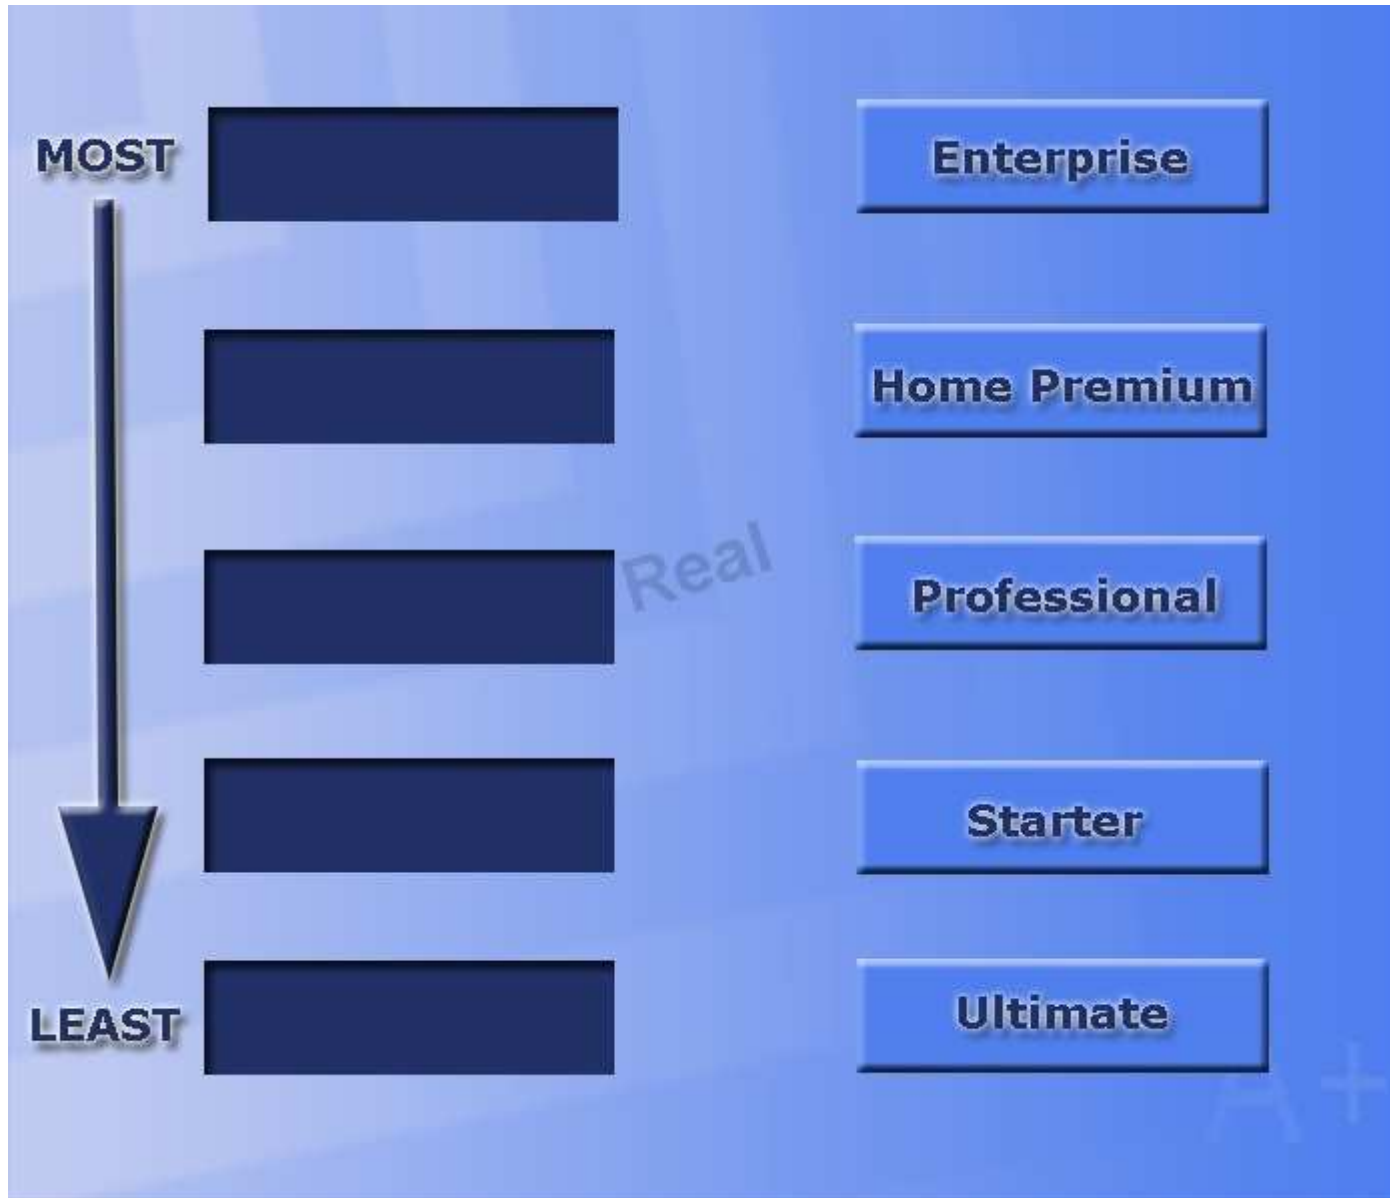 MOST
Enterprise
Home Premium
Real
Professional
Starter
LEAST
Ultimate
A+